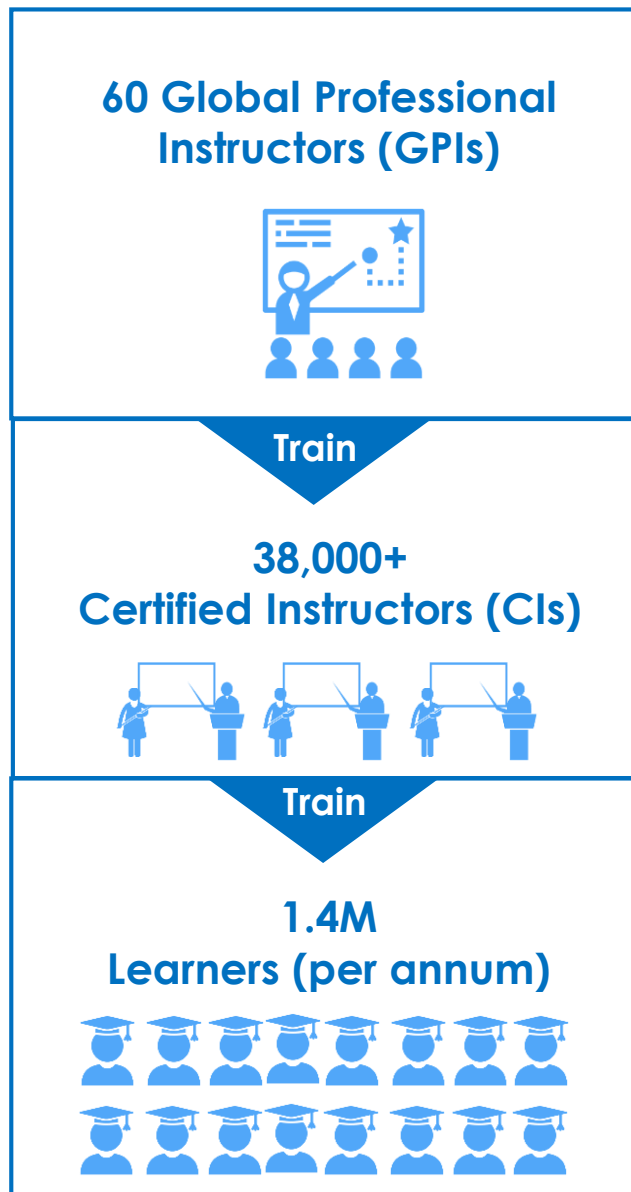 60 Global Professional
Instructors (GPIs)
Train
38,000+
Certified Instructors (CIs)
Train
1.4M
Learners (per annum)